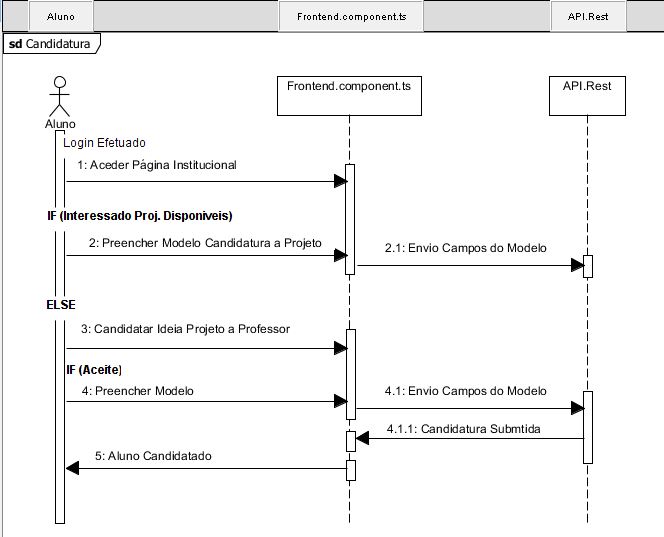 Aluno
Frontend.component.ts
API.Rest
sd Candidatura
Frontend.component.ts
API.Rest
Aluno
Login Efetuado
1: Aceder Página Institucional
IF (Interessado Proj. Disponíveis)
2: Preencher Modelo Candidatura a Projeto
2.1: Envio Campos do Modelo
ELSE
3: Candidatar Ideia Projeto a Professor
IF (Aceite)
4: Preencher Modelo
4.1: Envio Campos do Modelo
4.1.1: Candidatura Submtida
5: Aluno Candidatado